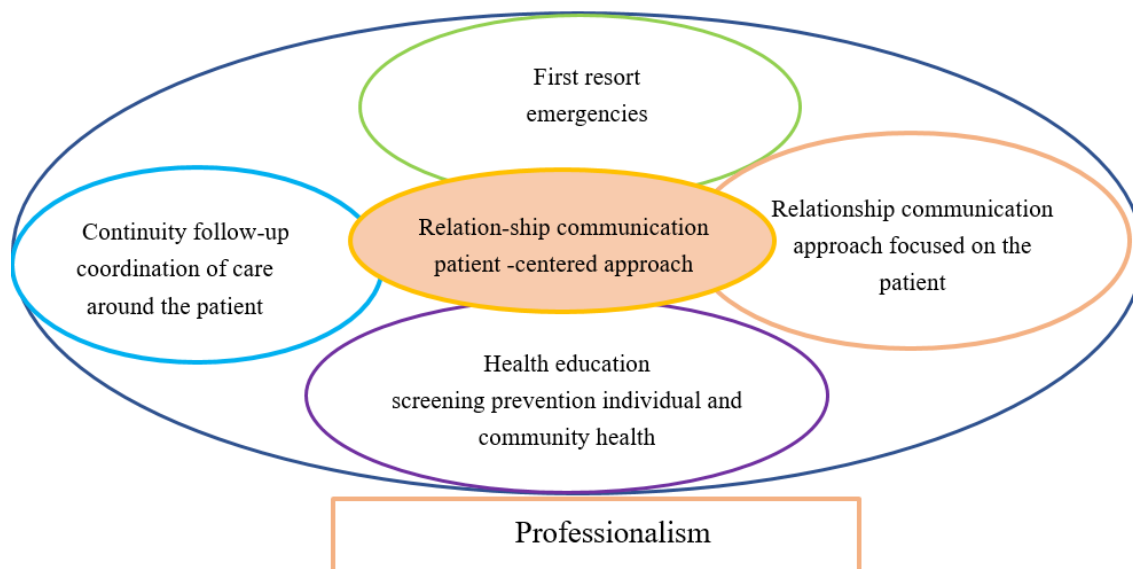 First resort
emergencies
Continuity follow-up
coordination of care
around the patient
Relation-ship communication
patient -centered approach
Relationship communication
approach focused on the
patient
Health education
screening prevention individual and
community health
Professionalism